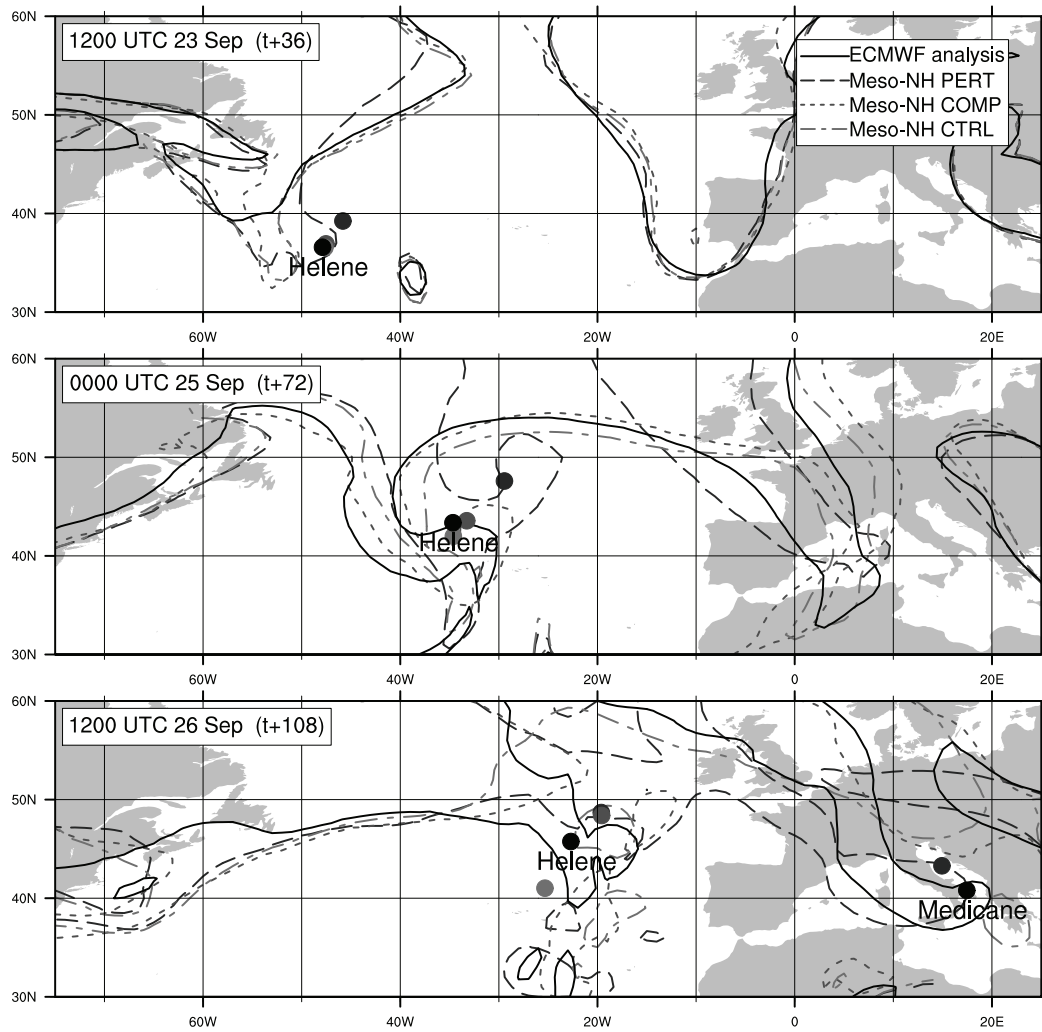 60N
1200 UTC 23 Sep (t+36)
ECMWF analysis
Meso-NH PERT
50N
Meso-NH COMP
Meso-NH CTRL
40N
Helene
30N
60W 40W 20W 0 20E
60N
0000 UTC 25 Sep (t+72)
50N
40N
Helene
30N
60W 40W 20W 0 20E
60N
1200 UTC 26 Sep (t+108)
50N
Helene
40N
Medicane
30N
60W 40W 20W 0 20E